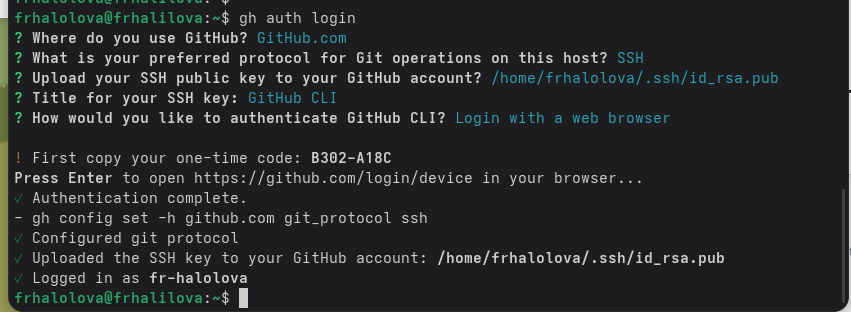 frhalolova@frhalilova:~$ gh auth login
? Where do you use GitHub? GitHub.com
? What is your preferred protocol for Git operations on this host? SSH
? Upload your SSH public key to your GitHub account? /home/frhalolova/.ssh/id_rsa.pub
? Title for your SSH key: GitHub CLI
? How would you like to authenticate GitHub CLI? Login with a web browser
! First copy your one-time code: B302-A18C
Press Enter to open https://github.com/login/device in your browser...
✓ Authentication complete.
- gh config set -h github.com git_protocol ssh
✓ Configured git protocol
✓ Uploaded the SSH key to your GitHub account: /home/frhalolova/.ssh/id_rsa.pub
✓ Logged in as fr-halolova
frhalolova@frhalilova:~$